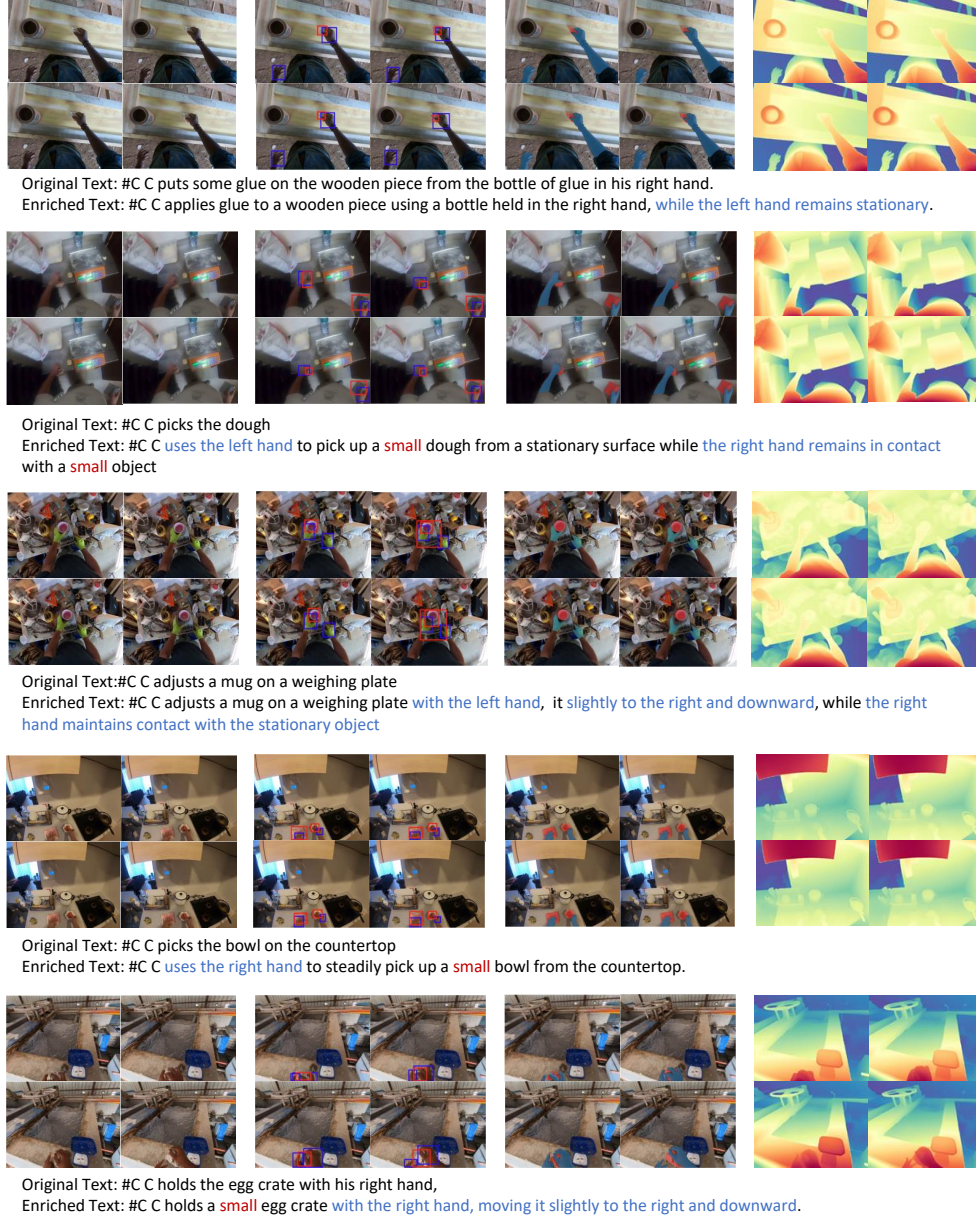 Original Text: #C C puts some glue on the wooden piece from the bottle of glue in his right hand.
Enriched Text: #C C applies glue to a wooden piece using a bottle held in the right hand, while the left hand remains stationary.
Original Text: #C C picks the dough
Enriched Text: #C C uses the left hand to pick up a small dough from a stationary surface while the right hand remains in contact
with a small object
Original Text:#C C adjusts a mug on a weighing plate
Enriched Text: #C C adjusts a mug on a weighing plate with the left hand,  it slightly to the right and downward, while the right
hand maintains contact with the stationary object
Original Text: #C C picks the bowl on the countertop
Enriched Text: #C C uses the right hand to steadily pick up a small bowl from the countertop.
Original Text: #C C holds the egg crate with his right hand,
Enriched Text: #C C holds a small egg crate with the right hand, moving it slightly to the right and downward.